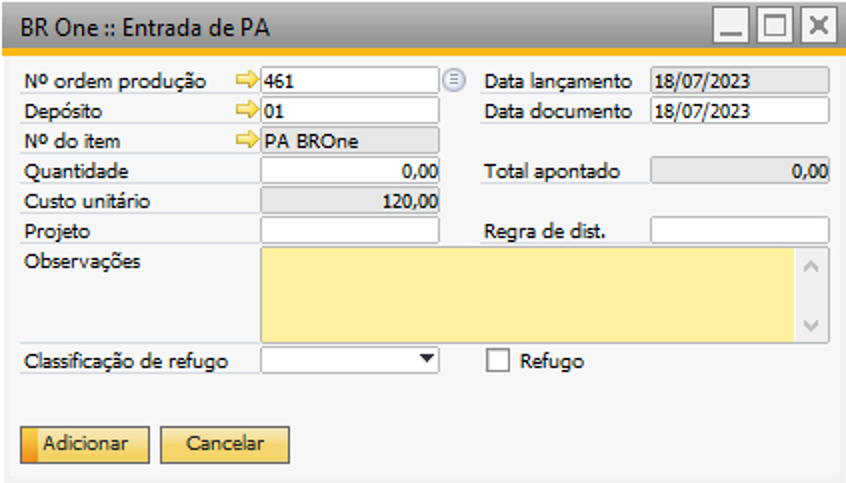 BR One :: Entrada de PA
Nº ordem produção 461 Data lançamento 18/07/2023
Depósito 01 Data documento 18/07/2023
Nº do item PA BROne
Quantidade 0,00 Total apontado 0,00
Custo unitário 120,00
Projeto Regra de dist.
Observações
Classificação de refugo Refugo
Adicionar Cancelar